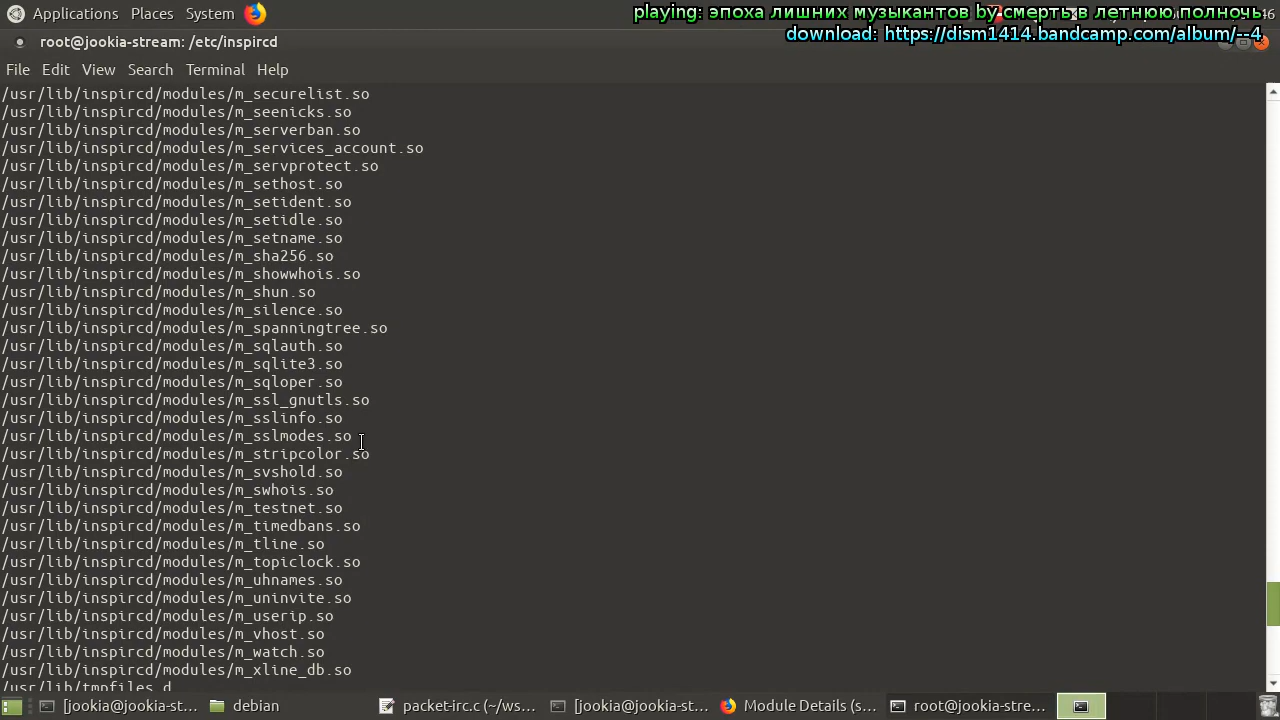 Applications Places System
playing: эпоха лишних музыкантов by смерть в летнюю полночь
46
download: https://dism1414.bandcamp.com/album/--4
root@jookia-stream: /etc/inspircd
File Edit View Search Terminal Help
/usr/lib/inspircd/modules/m_securelist.so
/usr/lib/inspircd/modules/m_seenicks.so
/usr/lib/inspircd/modules/m_serverban.so
/usr/lib/inspircd/modules/m_services_account.so
/usr/lib/inspircd/modules/m_servprotect.so
/usr/lib/inspircd/modules/m_sethost.so
/usr/lib/inspircd/modules/m_setident.so
/usr/lib/inspircd/modules/m_setidle.so
/usr/lib/inspircd/modules/m_setname.so
/usr/lib/inspircd/modules/m_sha256.so
/usr/lib/inspircd/modules/m_showwhois.so
/usr/lib/inspircd/modules/m_shun.so
/usr/lib/inspircd/modules/m_silence.so
/usr/lib/inspircd/modules/m_spanningtree.so
/usr/lib/inspircd/modules/m_sqlauth.so
/usr/lib/inspircd/modules/m_sqlite3.so
/usr/lib/inspircd/modules/m_sqloper.so
/usr/lib/inspircd/modules/m_ssl_gnutls.so
/usr/lib/inspircd/modules/m_sslinfo.so
/usr/lib/inspircd/modules/m_sslmodes.so
/usr/lib/inspircd/modules/m_stripcolor.so
/usr/lib/inspircd/modules/m_svshold.so
/usr/lib/inspircd/modules/m_swhois.so
/usr/lib/inspircd/modules/m_testnet.so
/usr/lib/inspircd/modules/m_timedbans.so
/usr/lib/inspircd/modules/m_tline.so
/usr/lib/inspircd/modules/m_topiclock.so
/usr/lib/inspircd/modules/m_uhnames.so
/usr/lib/inspircd/modules/m_uninvite.so
/usr/lib/inspircd/modules/m_userip.so
/usr/lib/inspircd/modules/m_vhost.so
/usr/lib/inspircd/modules/m_watch.so
/usr/lib/inspircd/modules/m_xline_db.so
/usr/lib/tmpfiles.d
[jookia@jookia-st... debian packet-irc.c (~/ws... [jookia@jookia-st... Module Details (s... root@jookia-stre...